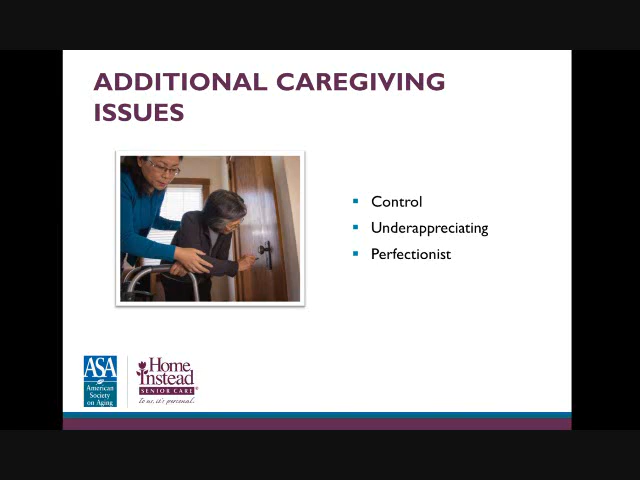 ADDITIONAL CAREGIVING
ISSUES
▪ Control
▪ Underappreciating
▪ Perfectionist
ASA
American
Society
on Aging
Home
Instead
SENIOR CARE®
to us, it's personal.